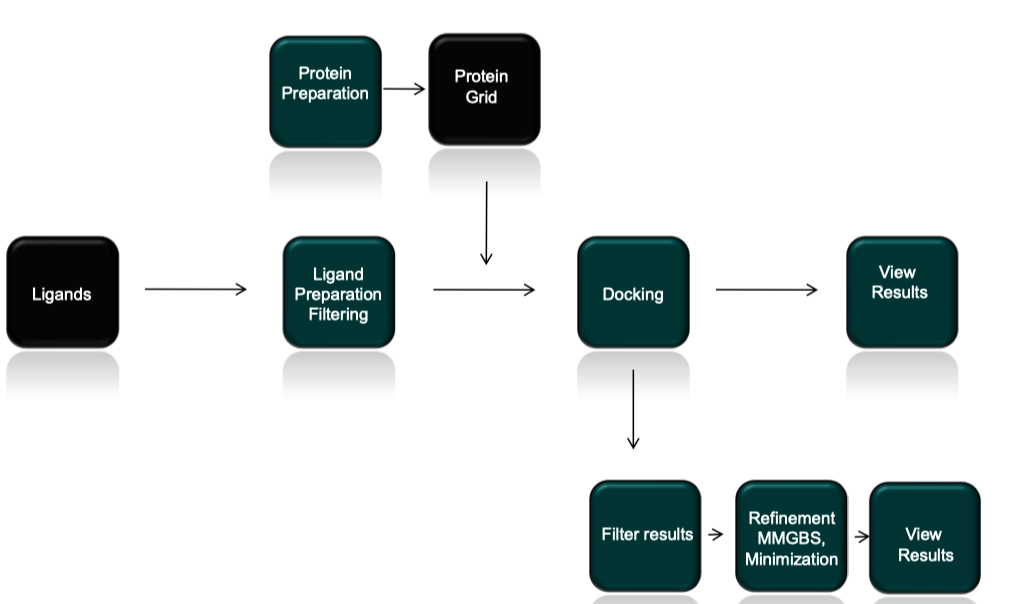 Protein
Preparation
Protein
Grid
Ligands
Ligand
Preparation
Filtering
Docking
View
Results
Filter results
Refinement
MMGBS,
Minimization
View
Results